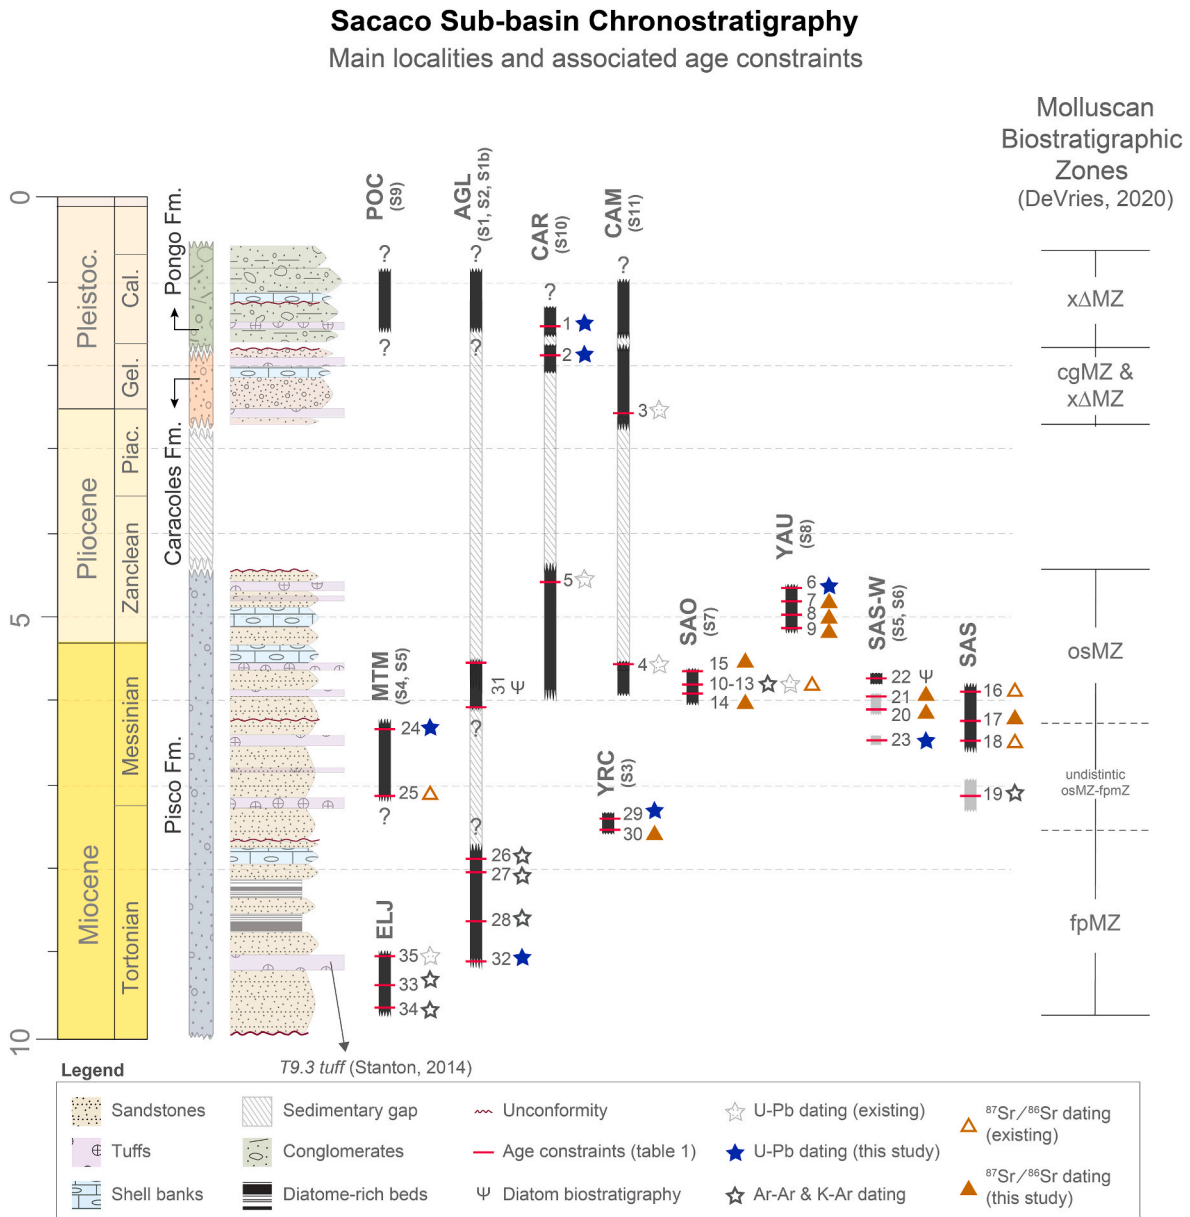 Sacaco Sub-basin Chronostratigraphy
Main localities and associated age constraints
Molluscan
Biostratigraphic
Zones
(DeVries, 2020)
0
5
10
Pleistoc.
Cal.
Gel.
Pliocene
Piac.
Zanclean
Miocene
Messinian
Tortonian
Pongo Fm.
Caracoles Fm.
Pisco Fm.
POC
(S9)
?
?
AGL
(S1, S2, S1b)
?
?
31 Ψ
?
?
26
27
28
32
CAR
(S10)
?
1
2
5
CAM
(S11)
?
3
4
MTM
(S4, S5)
24
25
?
ELJ
35
33
34
YRC
(S3)
29
30
SAO
(S7)
15
10-13
14
YAU
(S8)
6
7
8
9
SAS-W
(S5, S6)
22 Ψ
21
20
23
SAS
16
17
18
19
xΔMZ
cgMZ &
xΔMZ
osMZ
undistintic
osMZ-fpmZ
fpMZ
T9.3 tuff (Stanton, 2014)
Legend
Sandstones
Tuffs
Shell banks
Sedimentary gap
Conglomerates
Diatome-rich beds
Unconformity
Age constraints (table 1)
Ψ Diatom biostratigraphy
U-Pb dating (existing)
U-Pb dating (this study)
Ar-Ar & K-Ar dating
⁸⁷Sr/⁸⁶Sr dating
(existing)
⁸⁷Sr/⁸⁶Sr dating
(this study)